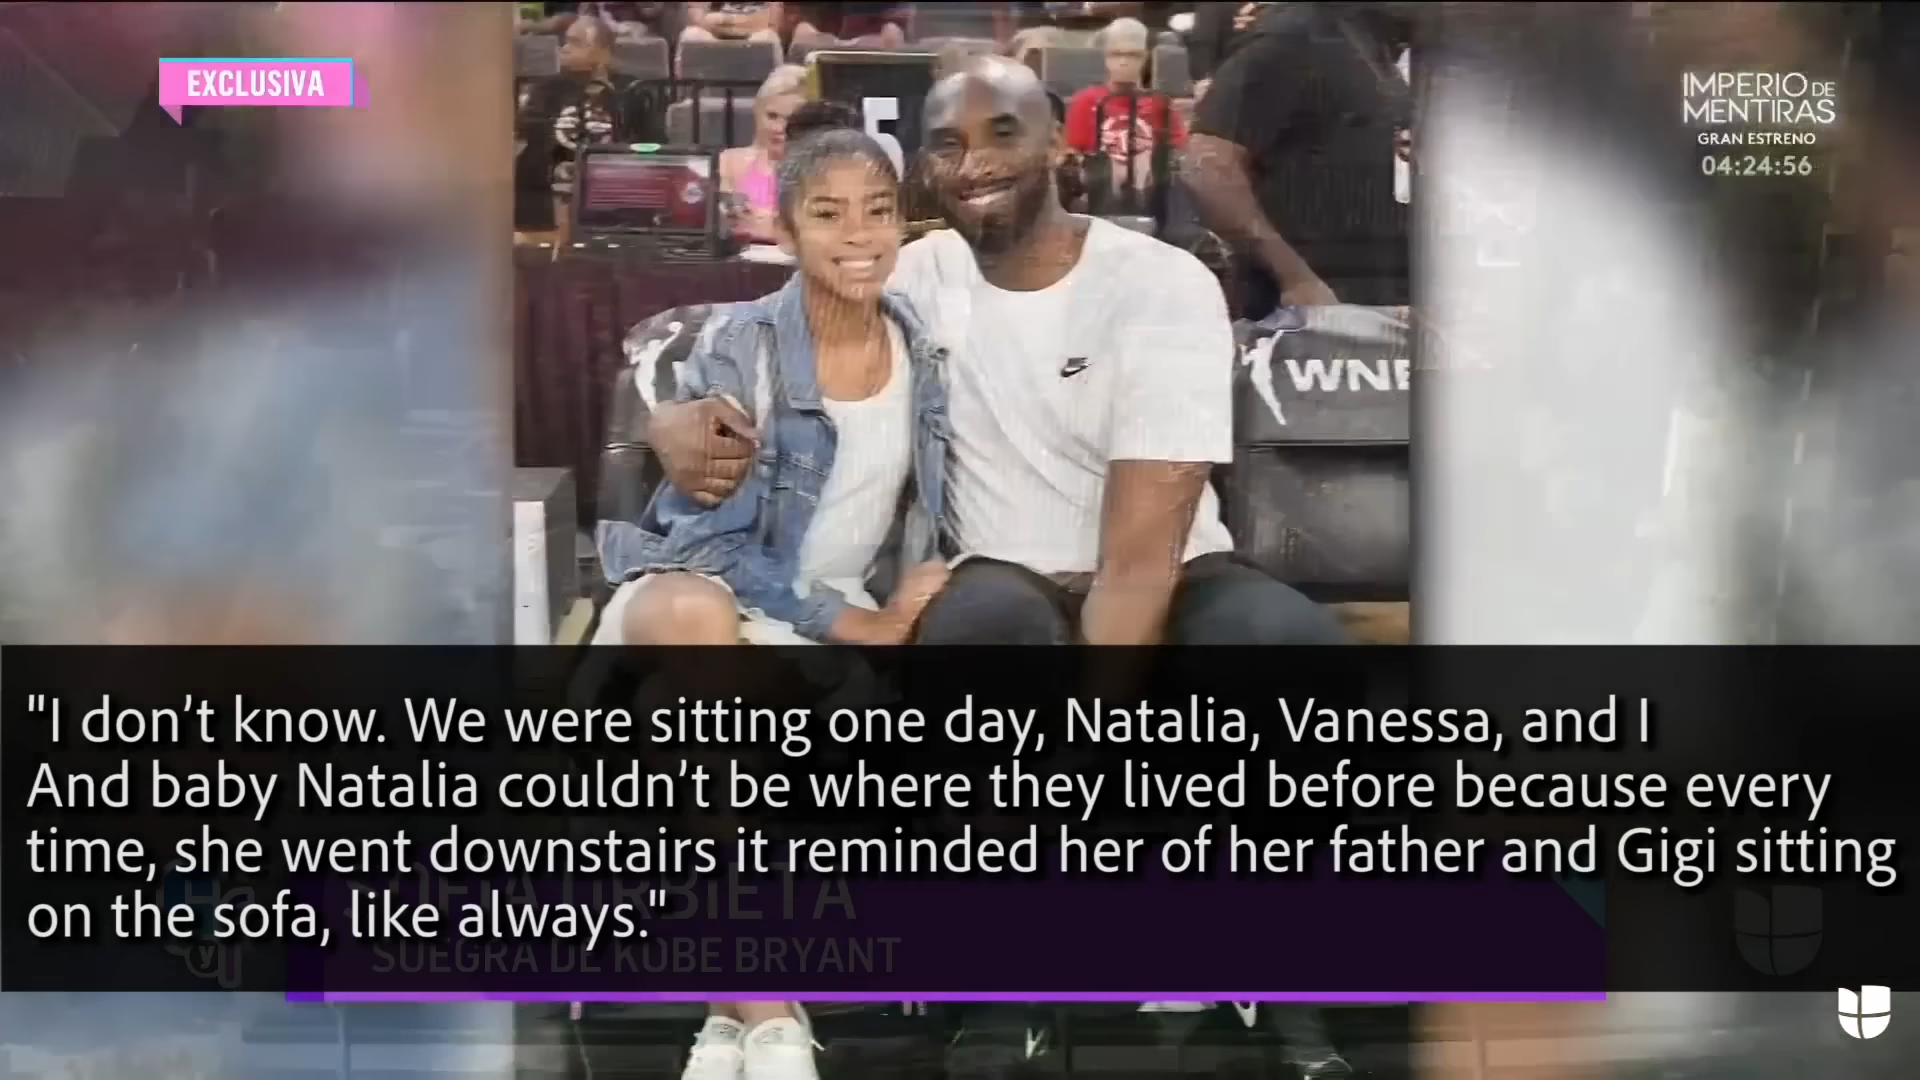 EXCLUSIVA
IMPERIO DE
MENTIRAS
GRAN ESTRENO
04:24:56
5
WNB
"I don't know. We were sitting one day, Natalia, Vanessa, and I
And baby Natalia couldn't be where they lived before because every
time, she went downstairs it reminded her of her father and Gigi sitting
on the sofa, like always."
SOFÍA URBIETA
SUEGRA DE KOBE BRYANT